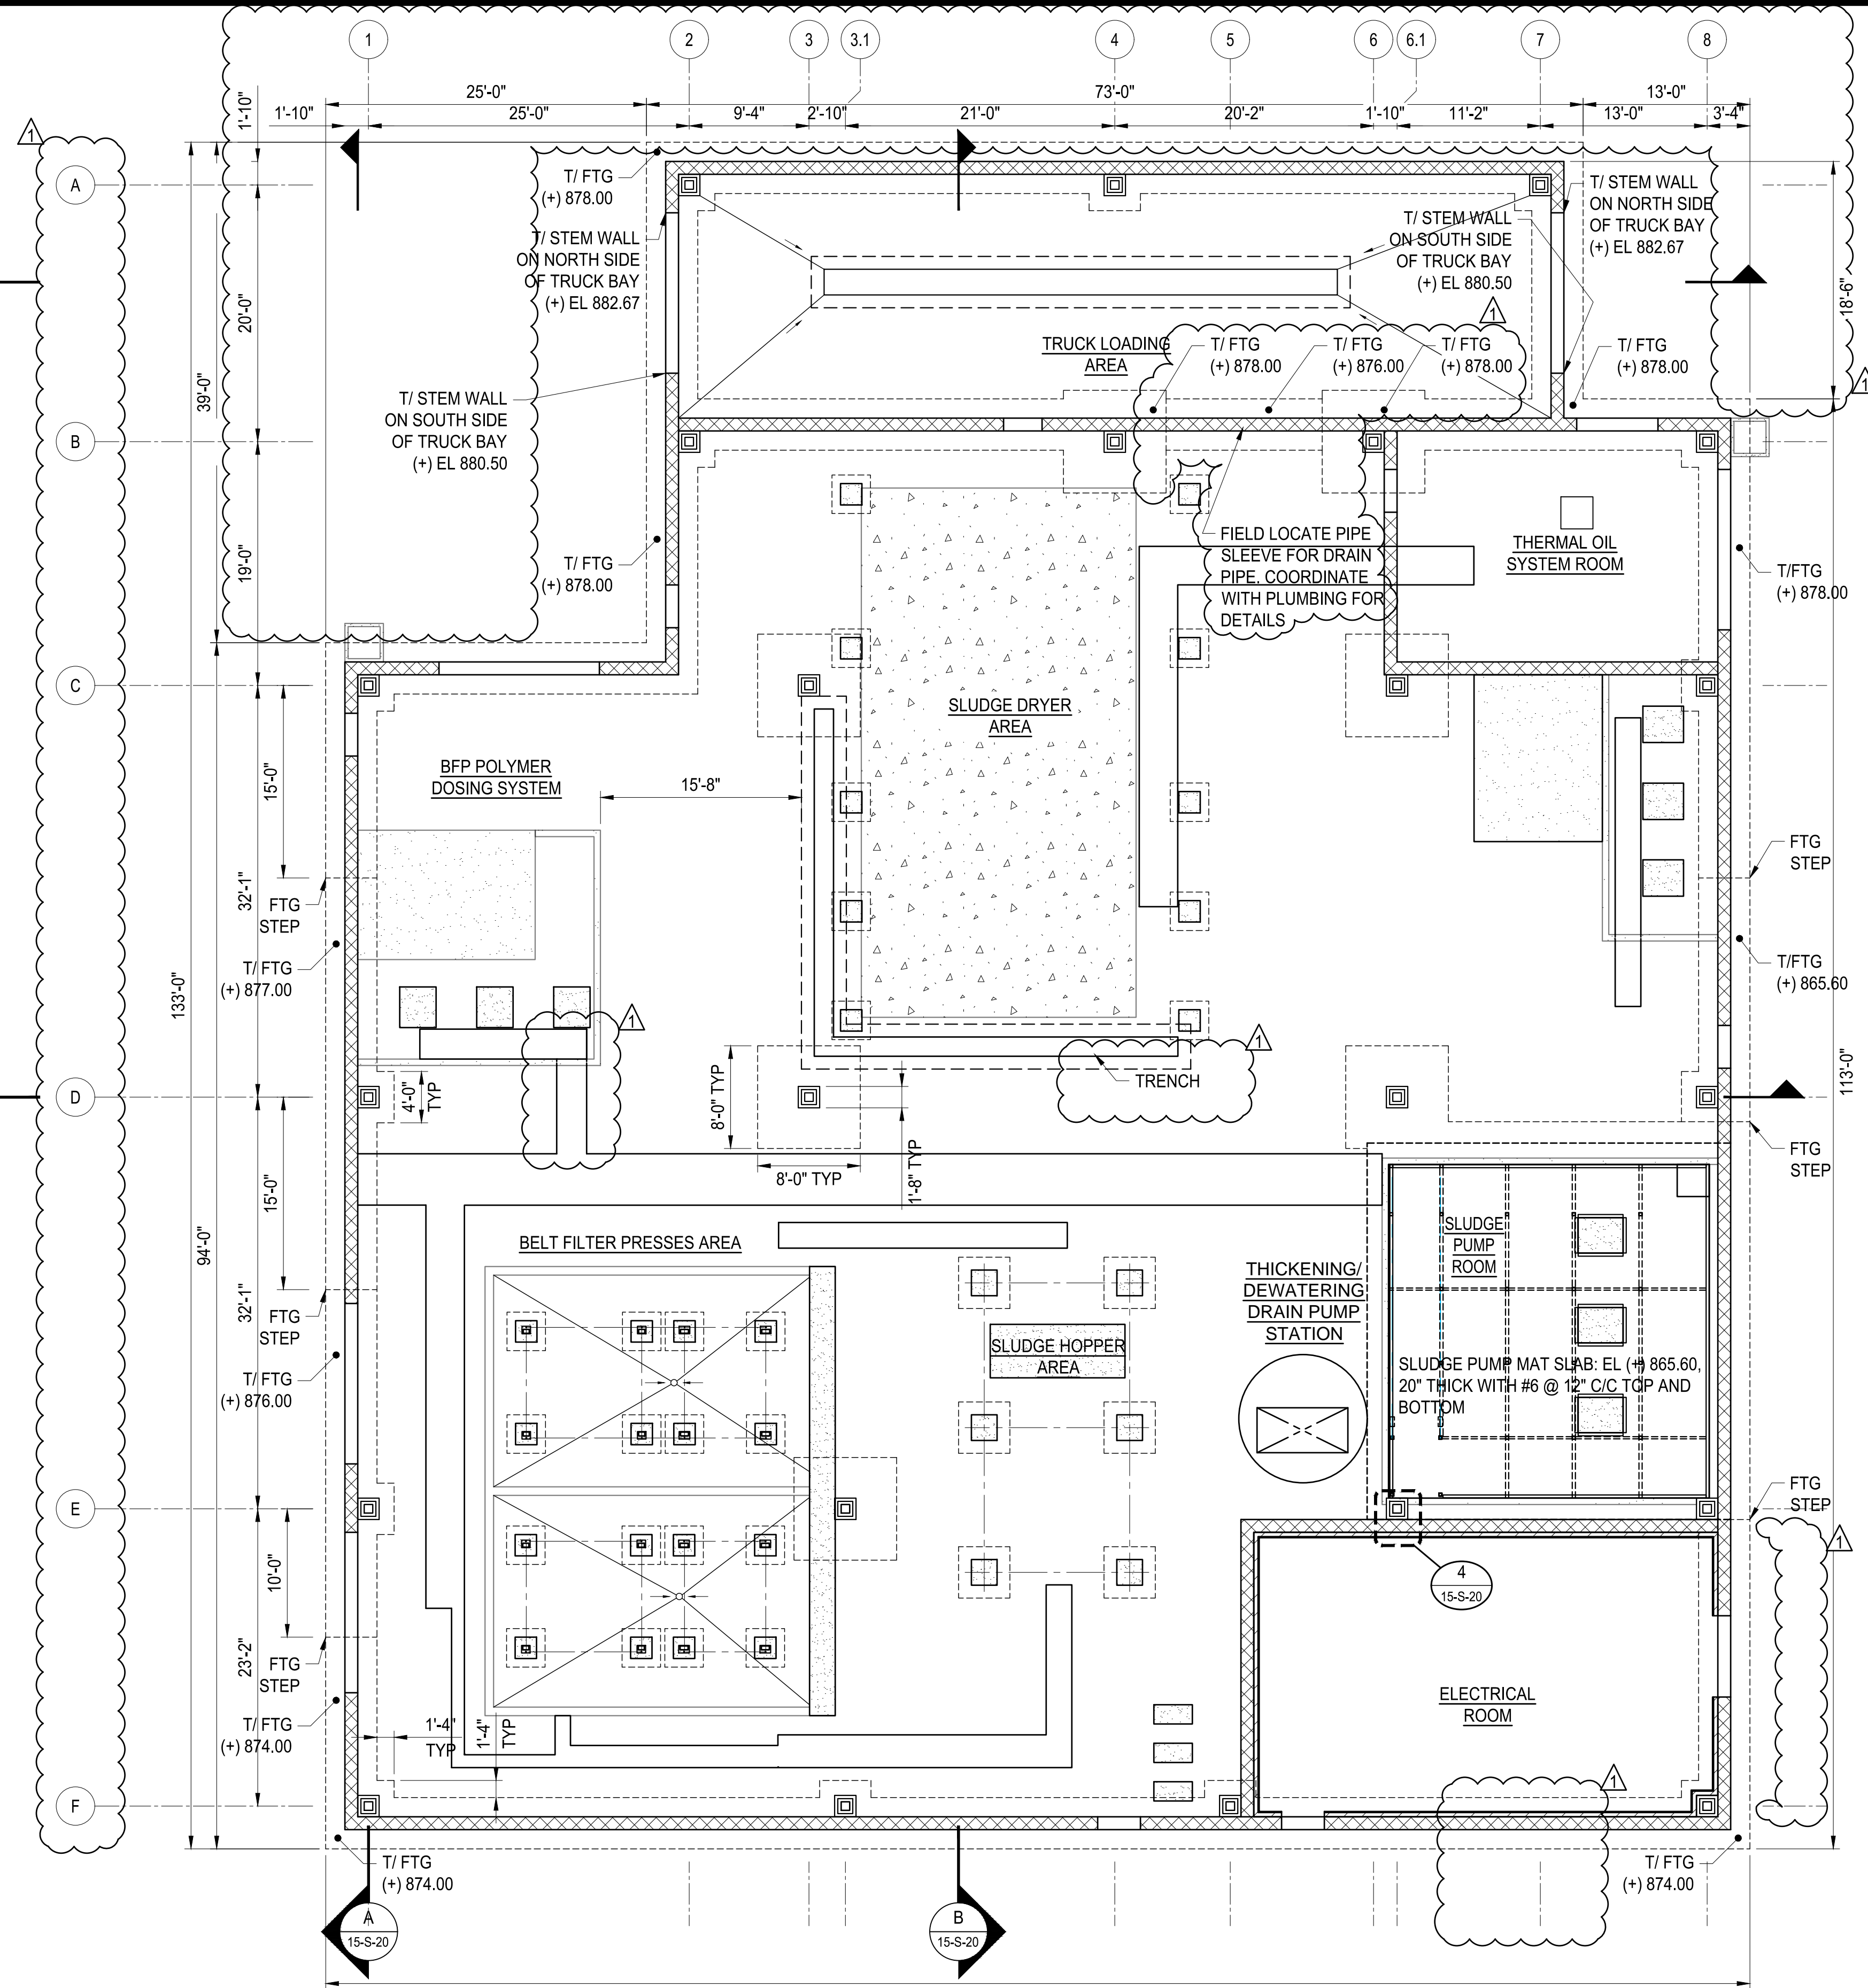 1
2
3
3.1
4
5
6
6.1
7
8
25'-0"
73'-0"
13'-0"
1'-10"
1'-10"
25'-0"
9'-4"
2'-10"
21'-0"
20'-2"
1'-10"
11'-2"
13'-0"
3'-4"
1
A
T/ FTG
(+) 878.00
T/ STEM WALL
ON NORTH SIDE
OF TRUCK BAY
(+) EL 882.67
T/ STEM WALL
ON SOUTH SIDE
OF TRUCK BAY
(+) EL 880.50
T/ STEM WALL
ON NORTH SIDE
OF TRUCK BAY
(+) EL 882.67
20'-0"
18'-6"
1
TRUCK LOADING
AREA
T/ FTG
(+) 878.00
T/ FTG
(+) 876.00
T/ FTG
(+) 878.00
T/ FTG
(+) 878.00
1
39'-0"
T/ STEM WALL
ON SOUTH SIDE
OF TRUCK BAY
(+) EL 880.50
B
19'-0"
T/ FTG
(+) 878.00
FIELD LOCATE PIPE
SLEEVE FOR DRAIN
PIPE. COORDINATE
WITH PLUMBING FOR
DETAILS
THERMAL OIL
SYSTEM ROOM
T/FTG
(+) 878.00
C
SLUDGE DRYER
AREA
15'-0"
BFP POLYMER
DOSING SYSTEM
15'-8"
32'-1"
FTG
STEP
FTG
STEP
T/ FTG
(+) 877.00
T/FTG
(+) 865.60
133'-0"
1
1
TRENCH
113'-0"
D
4'-0"
TYP
8'-0" TYP
8'-0" TYP
1'-8" TYP
FTG
STEP
15'-0"
94'-0"
BELT FILTER PRESSES AREA
SLUDGE
PUMP
ROOM
THICKENING/
DEWATERING
DRAIN PUMP
STATION
32'-1"
FTG
STEP
SLUDGE HOPPER
AREA
SLUDGE PUMP MAT SLAB: EL (+) 865.60,
20" THICK WITH #6 @ 12" C/C TOP AND
BOTTOM
T/ FTG
(+) 876.00
E
FTG
STEP
1
10'-0"
4
15-S-20
23'-2"
FTG
STEP
T/ FTG
(+) 874.00
1'-4"
TYP
1'-4"
TYP
ELECTRICAL
ROOM
1
F
T/ FTG
(+) 874.00
T/ FTG
(+) 874.00
A
15-S-20
B
15-S-20